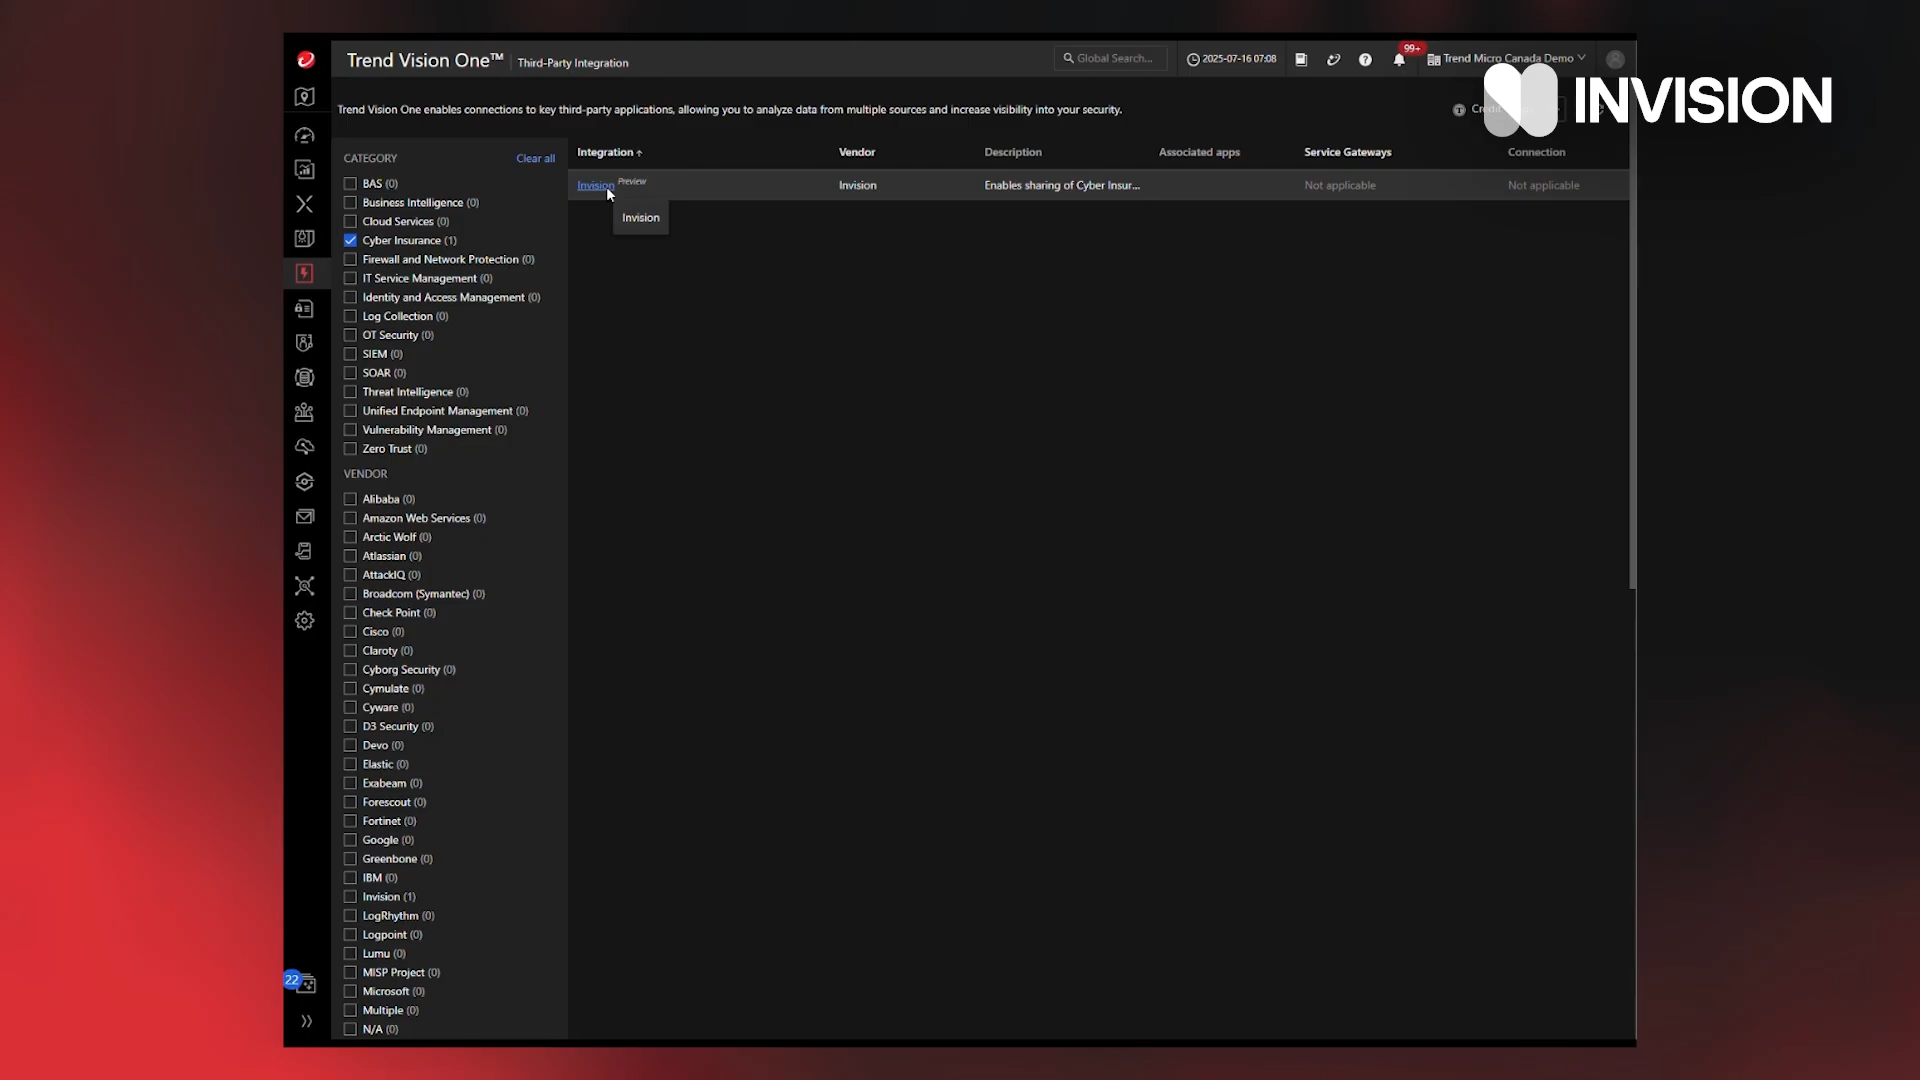 Trend Vision One™ Third-Party Integration
Global Search...
2025-07-16 07:08
99+
Trend Micro Canada Demo
INVISION
Trend Vision One enables connections to key third-party applications, allowing you to analyze data from multiple sources and increase visibility into your security.
CATEGORY Clear all
BAS (0)
Business Intelligence (0)
Cloud Services (0)
Cyber Insurance (1)
Firewall and Network Protection (0)
IT Service Management (0)
Identity and Access Management (0)
Log Collection (0)
OT Security (0)
SIEM (0)
SOAR (0)
Threat Intelligence (0)
Unified Endpoint Management (0)
Vulnerability Management (0)
Zero Trust (0)
VENDOR
Alibaba (0)
Amazon Web Services (0)
Arctic Wolf (0)
Atlassian (0)
AttackIQ (0)
Broadcom (Symantec) (0)
Check Point (0)
Cisco (0)
Claroty (0)
Cyborg Security (0)
Cymulate (0)
Cyware (0)
D3 Security (0)
Devo (0)
Elastic (0)
Exabeam (0)
Forescout (0)
Fortinet (0)
Google (0)
Greenbone (0)
IBM (0)
Invision (1)
LogRhythm (0)
Logpoint (0)
Lumu (0)
MISP Project (0)
Microsoft (0)
Multiple (0)
N/A (0)
22
Integration Vendor Description Associated apps Service Gateways Connection
Invision Preview Invision Enables sharing of Cyber Insur... Not applicable Not applicable
Invision